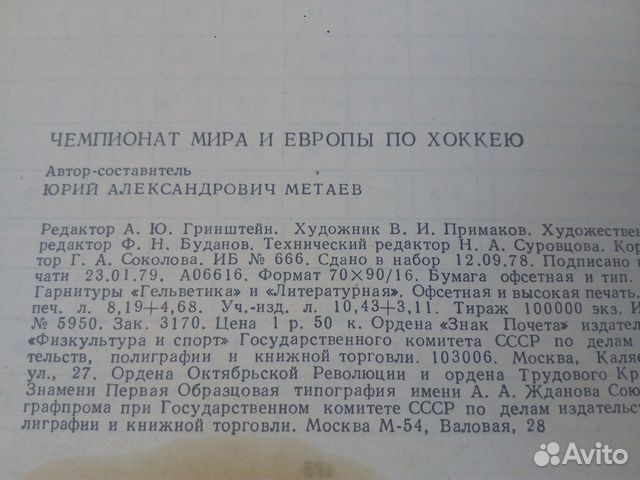 ЧЕМПИОНАТ МИРА И ЕВРОПЫ ПО ХОККЕЮ
Автор-составитель
ЮРИЙ АЛЕКСАНДРОВИЧ МЕТАЕВ
Редактор А. Ю. Гринштейн. Художник В. И. Примаков. Художествен
редактор Ф. Н. Буданов. Технический редактор Н. А. Суровцова. Кор
тор Г. А. Соколова. ИБ № 666. Сдано в набор 12.09.78. Подписано в
чати 23.01.79. А06616. Формат 70×90/16. Бумага офсетная и тип.
Гарнитуры «Гельветика» и «Литературная». Офсетная и высокая печать.
печ. л. 8,19+4,68. Уч.-изд. л. 10,43+3,11. Тираж 100000 экз. И
№ 5950. Зак. 3170. Цена 1 р. 50 к. Ордена «Знак Почета» издател
«Физкультура и спорт» Государственного комитета СССР по делам
тельств, полиграфии и книжной торговли. 103006. Москва, Каляе
ул., 27. Ордена Октябрьской Революции и ордена Трудового Кр
Знамени Первая Образцовая типография имени А. А. Жданова Сою
графпрома при Государственном комитете СССР по делам издательст
лиграфии и книжной торговли. Москва М-54, Валовая, 28
Avito